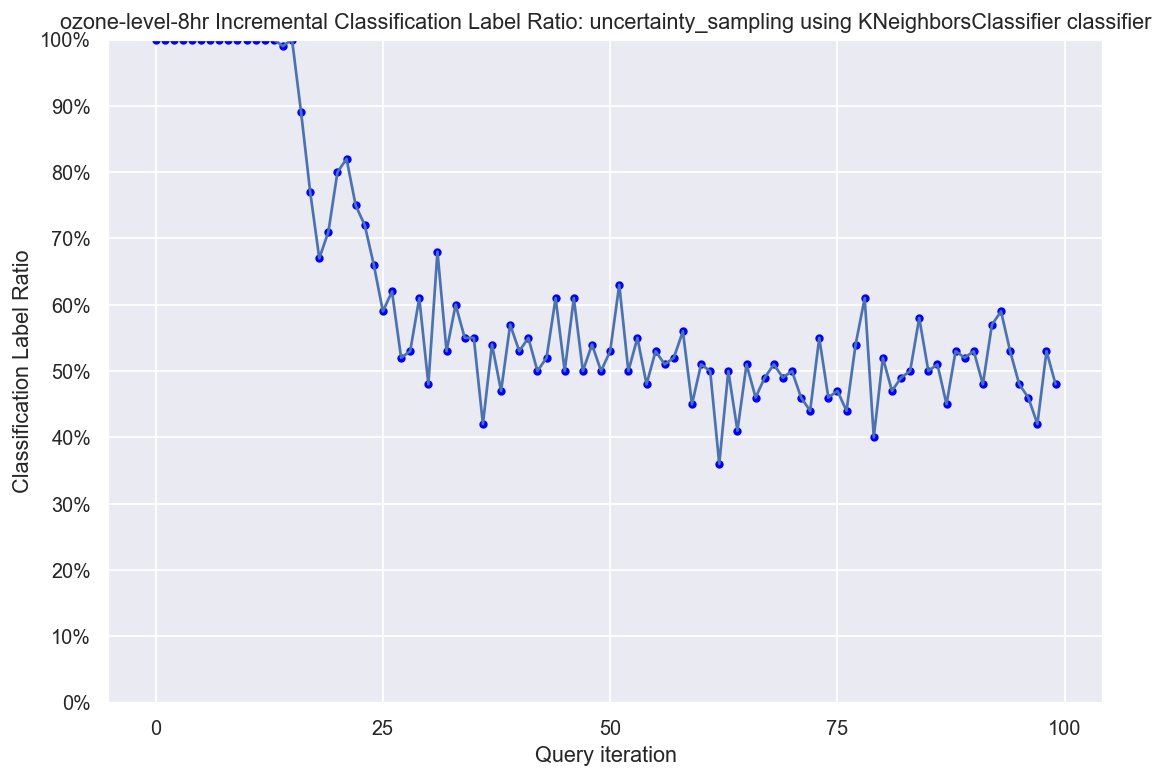 ozone-level-8hr Incremental Classification Label Ratio: uncertainty_sampling using KNeighborsClassifier classifier
100%
90%
80%
70%
60%
50%
40%
30%
20%
10%
0%
Classification Label Ratio
0 25 50 75 100
Query iteration